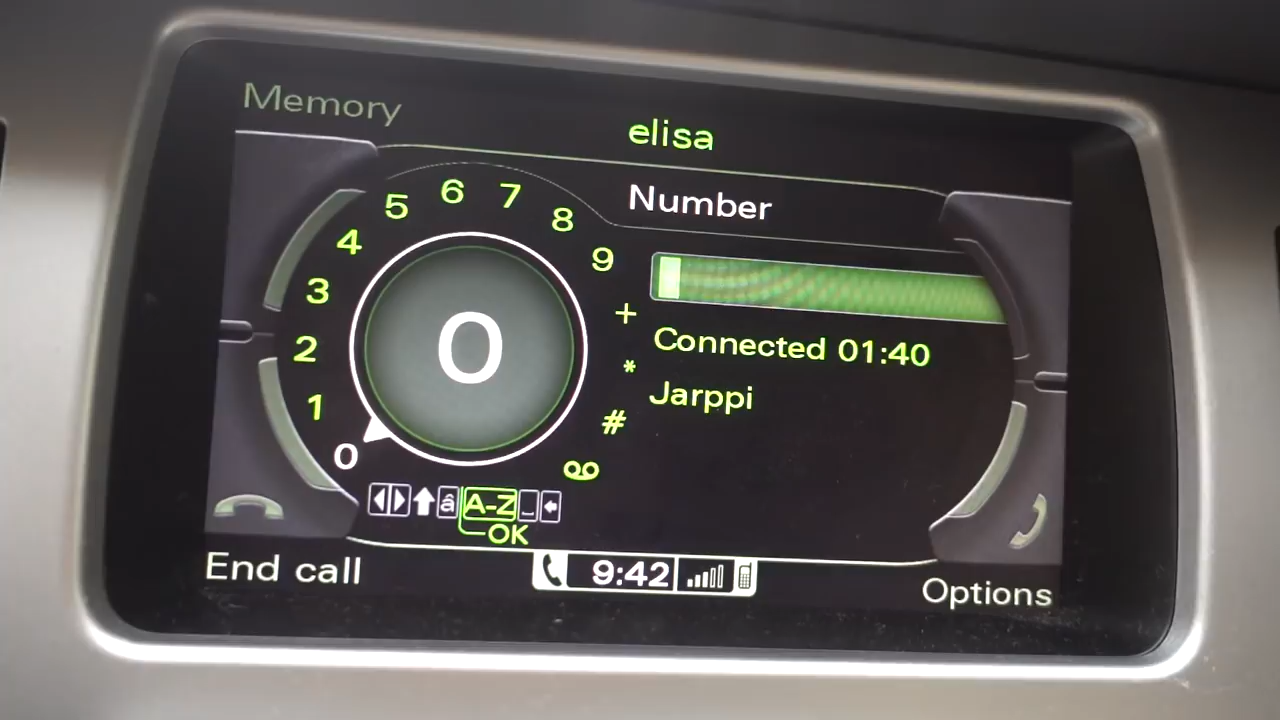 Memory
elisa
Number
0
1
2
3
4
5
6
7
8
9
+
*
#
0
Connected 01:40
Jarppi
â A-Z
OK
End call
9:42
Options